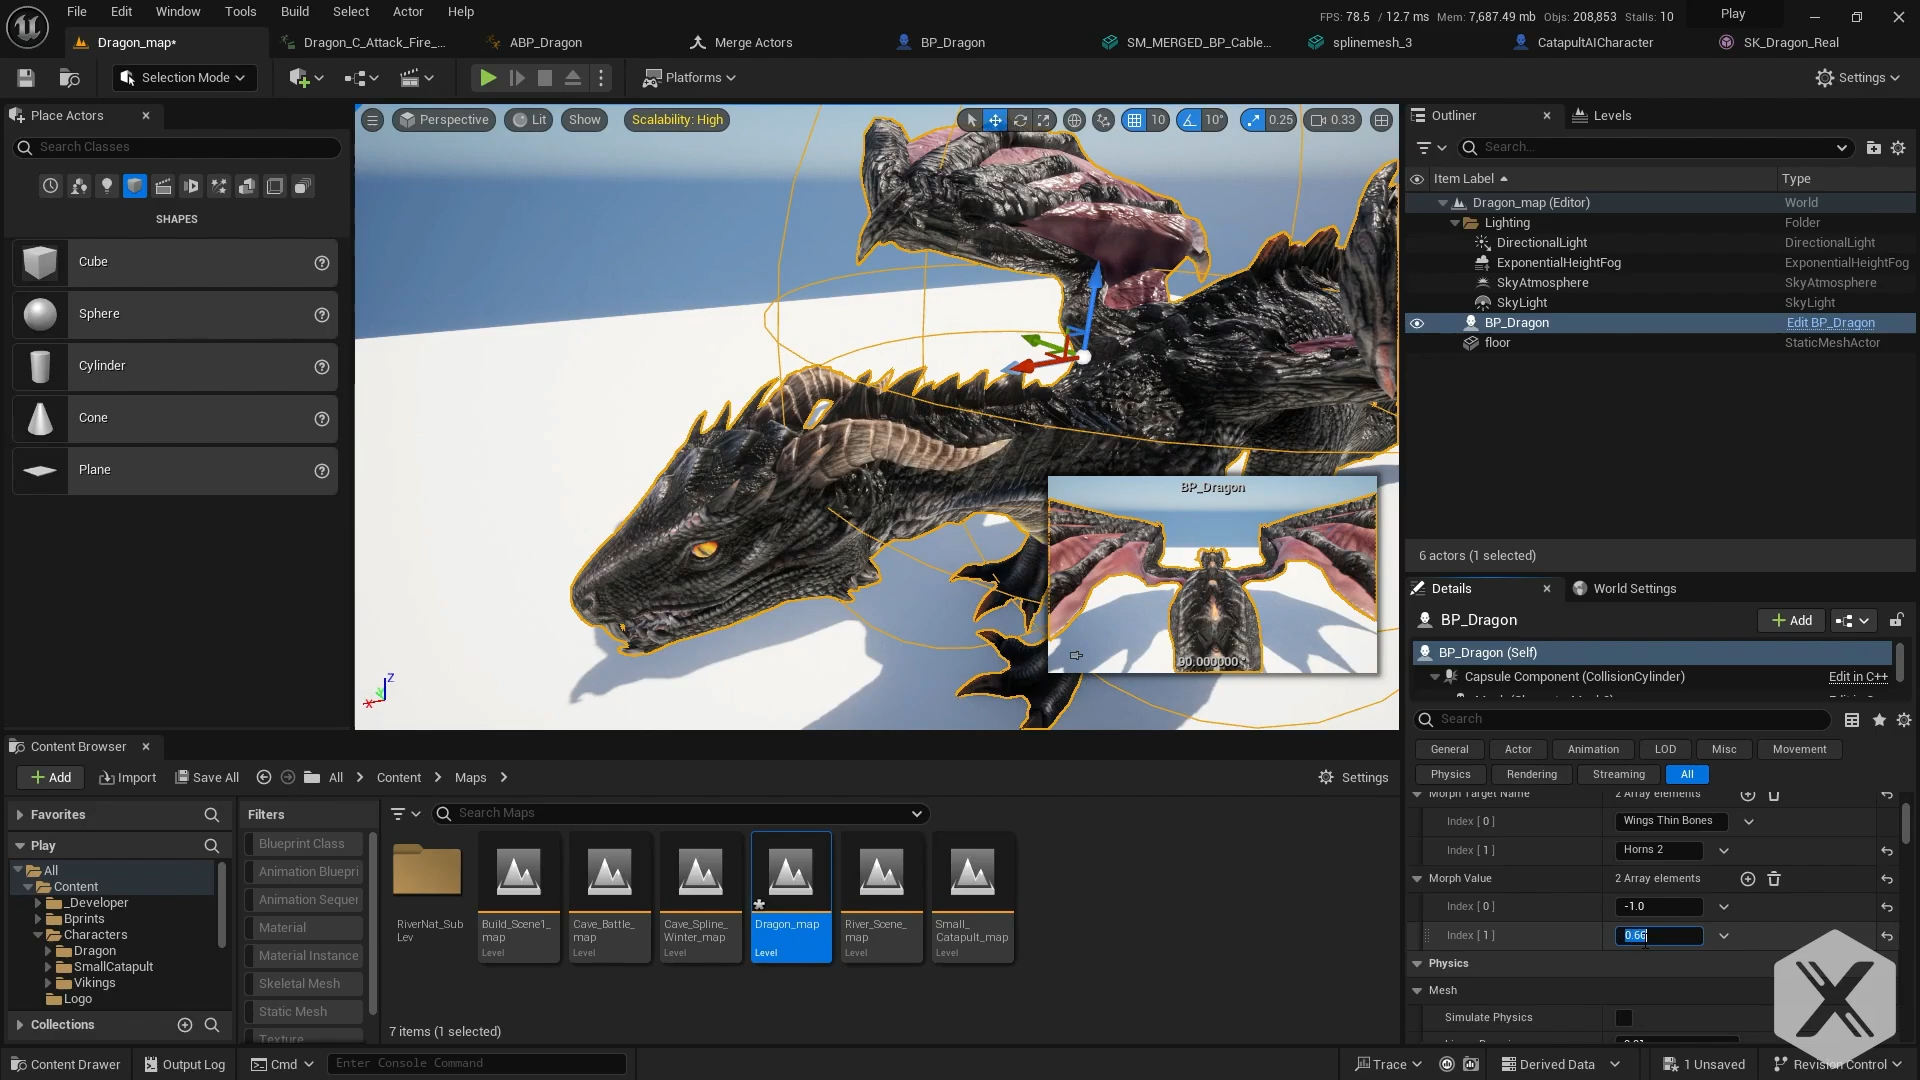 File Edit Window Tools Build Select Actor Help
FPS: 78.5 / 12.7 ms Mem: 7,687.49 mb Objs: 208,853 Stalls: 10
Play
Dragon_map* Dragon_C_Attack_Fire_... ABP_Dragon Merge Actors BP_Dragon SM_MERGED_BP_Cable... splinemesh_3 CatapultAICharacter SK_Dragon_Real
Selection Mode Platforms Settings
Place Actors
Search Classes
SHAPES
Cube
Sphere
Cylinder
Cone
Plane
Perspective Lit Show Scalability: High 10 10° 0.25 0.33
BP_Dragon
90.000000°
Z
X
Outliner Levels
Search...
Item Label Type
Dragon_map (Editor) World
Lighting Folder
DirectionalLight DirectionalLight
ExponentialHeightFog ExponentialHeightFog
SkyAtmosphere SkyAtmosphere
SkyLight SkyLight
BP_Dragon Edit BP_Dragon
floor StaticMeshActor
6 actors (1 selected)
Details World Settings
BP_Dragon Add
BP_Dragon (Self)
Capsule Component (CollisionCylinder) Edit in C++
Search
General Actor Animation LOD Misc Movement
Physics Rendering Streaming All
Morph Target Name 2 Array elements
Index [ 0 ] Wings Thin Bones
Index [ 1 ] Horns 2
Morph Value 2 Array elements
Index [ 0 ] -1.0
Index [ 1 ] 0.66
Physics
Mesh
Simulate Physics
Content Browser
Add Import Save All All Content Maps Settings
Favorites
Play
All
Content
_Developer
Bprints
Characters
Dragon
SmallCatapult
Vikings
Logo
Collections
Filters
Blueprint Class
Animation Bluepri
Animation Sequer
Material
Material Instance
Skeletal Mesh
Static Mesh
Texture
Search Maps
RiverNat_Sub
Lev
Build_Scene1_
map
Level
Cave_Battle_
map
Level
Cave_Spline_
Winter_map
Level
Dragon_map
Level
River_Scene_
map
Level
Small_
Catapult_map
Level
7 items (1 selected)
Content Drawer Output Log Cmd Enter Console Command Trace Derived Data 1 Unsaved Revision Control